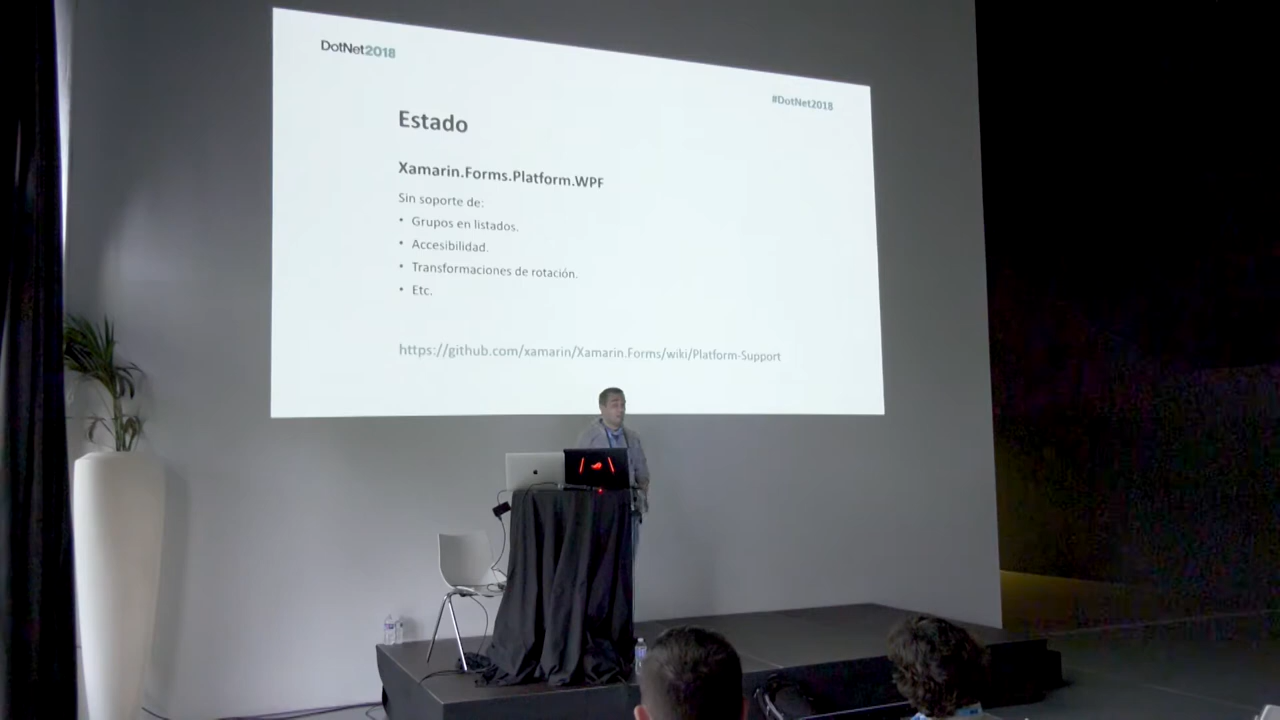 DotNet2018
#DotNet2018
Estado
Xamarin.Forms.Platform.WPF
Sin soporte de:
• Grupos en listados.
• Accesibilidad.
• Transformaciones de rotación.
• Etc.
https://github.com/xamarin/Xamarin.Forms/wiki/Platform-Support